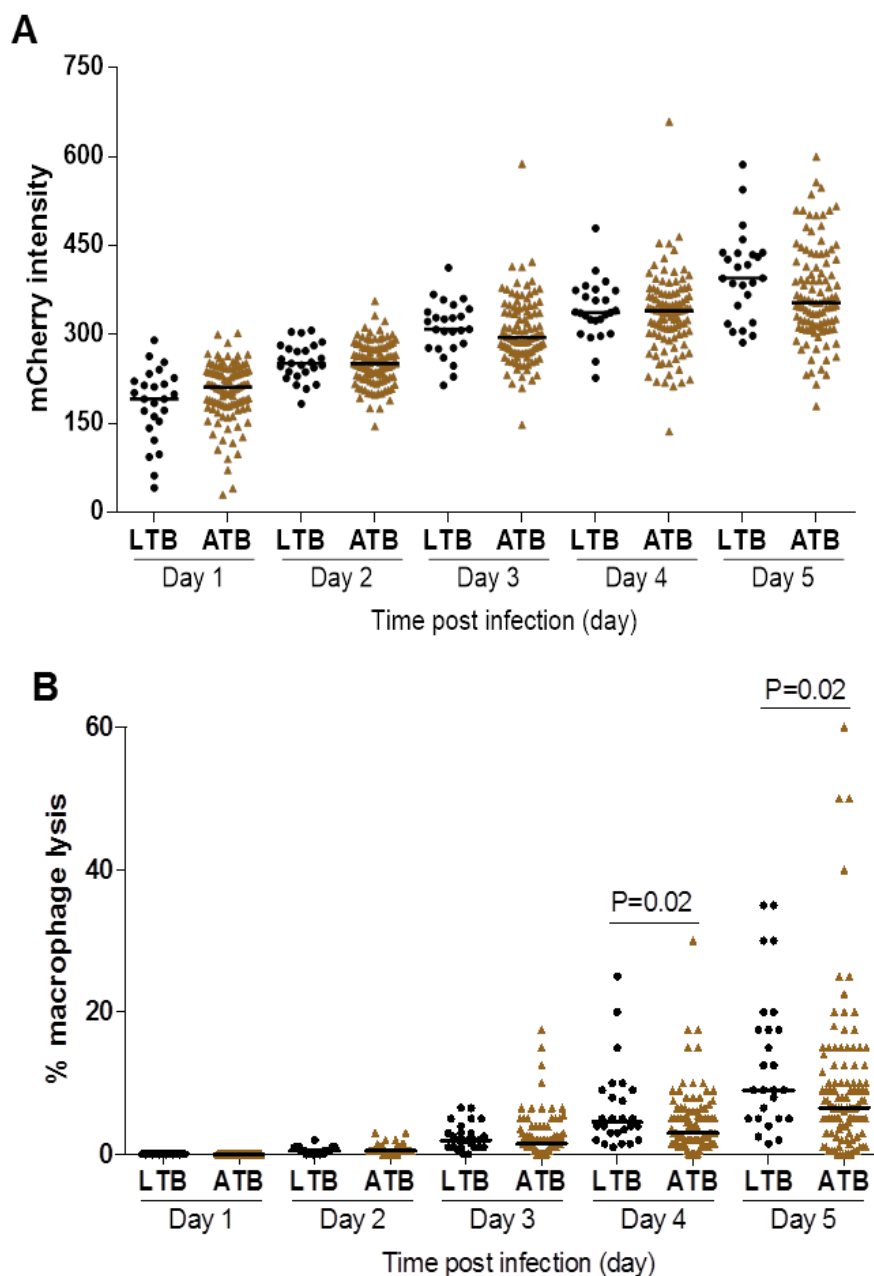 A
750
600
450
300
150
0
mCherry intensity
LTB ATB LTB ATB LTB ATB LTB ATB LTB ATB
Day 1 Day 2 Day 3 Day 4 Day 5
Time post infection (day)
B
P=0.02
P=0.02
60
40
20
0
% macrophage lysis
LTB ATB LTB ATB LTB ATB LTB ATB LTB ATB
Day 1 Day 2 Day 3 Day 4 Day 5
Time post infection (day)